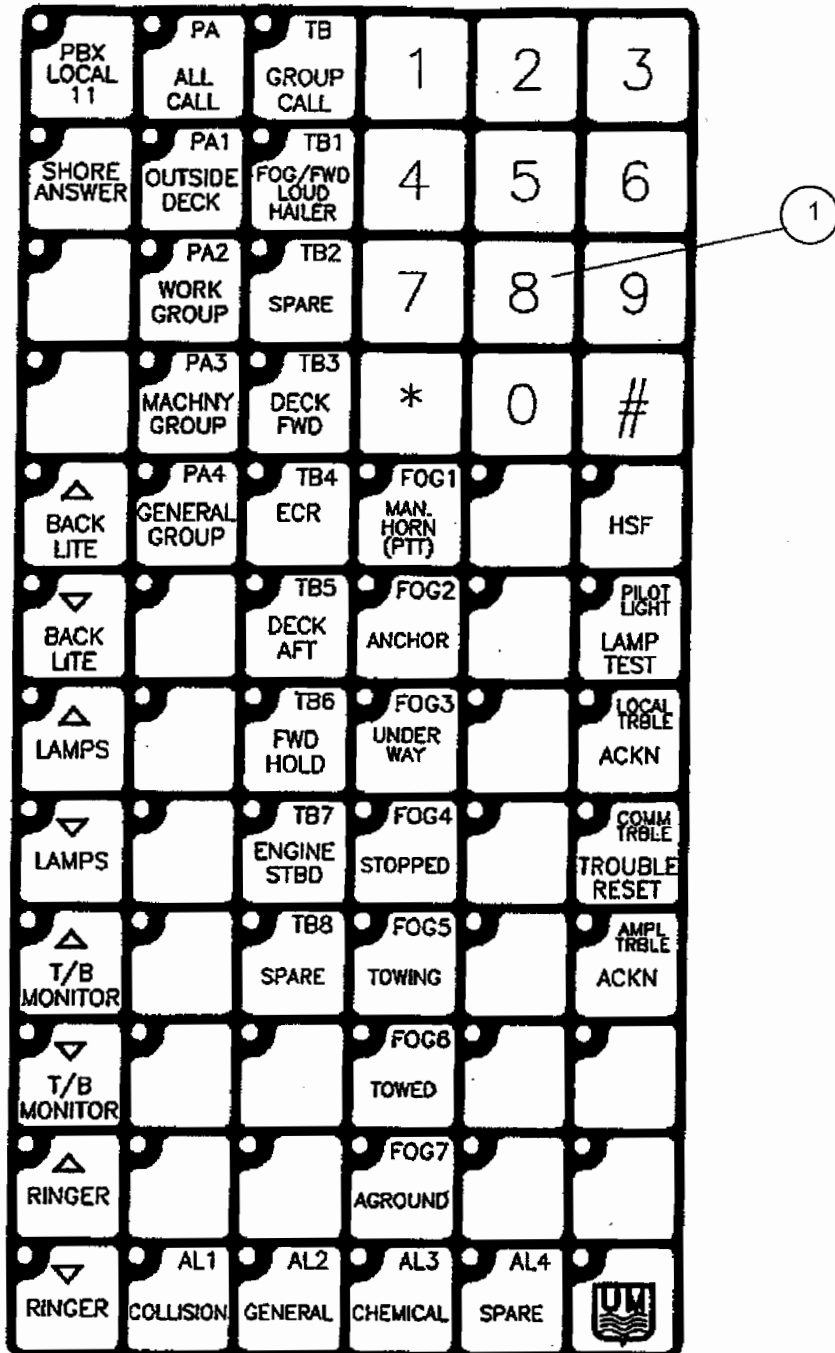 PBX
LOCAL
11
PA
ALL
CALL
TB
GROUP
CALL
1
2
3
SHORE
ANSWER
PA1
OUTSIDE
DECK
TB1
FOG/FWD
LOUD
HAILER
4
5
6
1
PA2
WORK
GROUP
TB2
SPARE
7
8
9
PA3
MACHNY
GROUP
TB3
DECK
FWD
*
0
#
△
BACK
LITE
PA4
GENERAL
GROUP
TB4
ECR
FOG1
MAN.
HORN
(PTT)
HSF
▽
BACK
LITE
TB5
DECK
AFT
FOG2
ANCHOR
PILOT
LIGHT
LAMP
TEST
△
LAMPS
TB6
FWD
HOLD
FOG3
UNDER
WAY
LOCAL
TRBLE
ACKN
▽
LAMPS
TB7
ENGINE
STBD
FOG4
STOPPED
COMM
TRBLE
TROUBLE
RESET
△
T/B
MONITOR
TB8
SPARE
FOG5
TOWING
AMPL
TRBLE
ACKN
▽
T/B
MONITOR
FOG6
TOWED
△
RINGER
FOG7
AGROUND
▽
RINGER
AL1
COLLISION
AL2
GENERAL
AL3
CHEMICAL
AL4
SPARE
UM